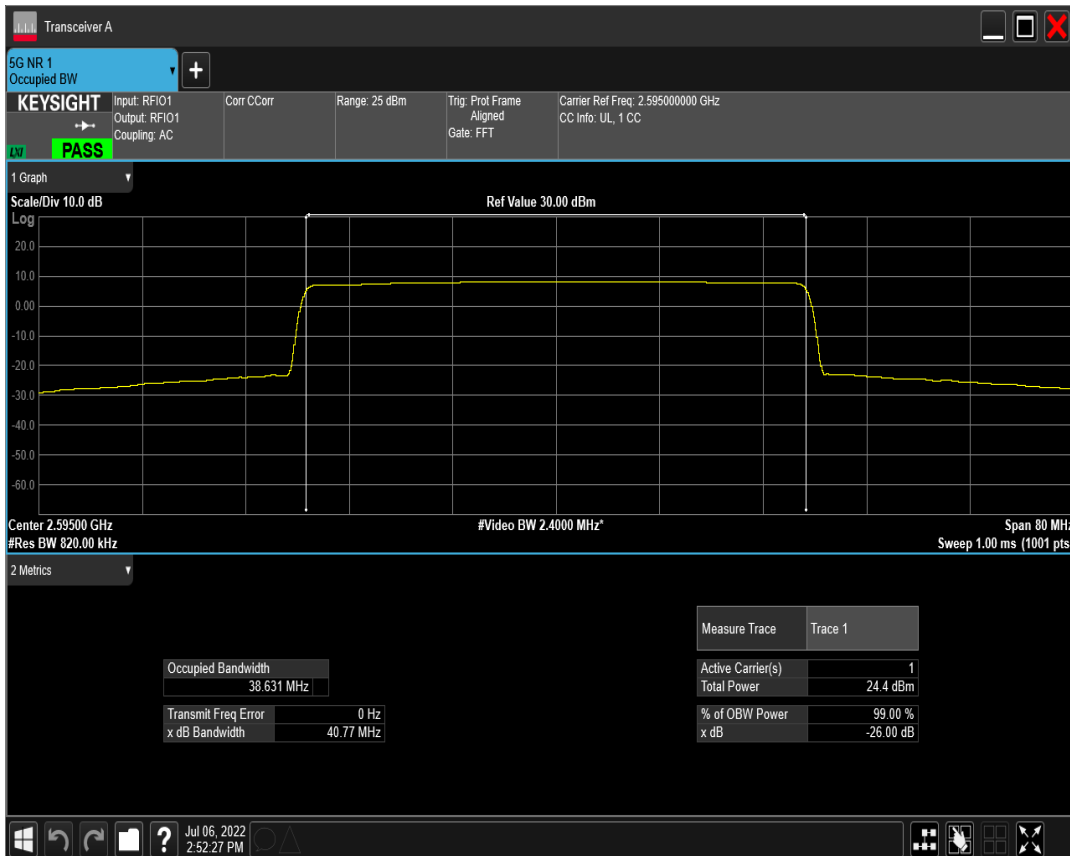 Transceiver A
5G NR 1
Occupied BW
+
KEYSIGHT
LXI
PASS
Input: RFIO1
Output: RFIO1
Coupling: AC
Corr CCorr
Range: 25 dBm
Trig: Prot Frame
Aligned
Gate: FFT
Carrier Ref Freq: 2.595000000 GHz
CC Info: UL, 1 CC
1 Graph
Scale/Div 10.0 dB
Ref Value 30.00 dBm
Log
20.0
10.0
0.00
-10.0
-20.0
-30.0
-40.0
-50.0
-60.0
Center 2.59500 GHz
#Video BW 2.4000 MHz*
Span 80 MHz
#Res BW 820.00 kHz
Sweep 1.00 ms (1001 pts
2 Metrics
Measure Trace Trace 1
Occupied Bandwidth
38.631 MHz
Active Carrier(s) 1
Total Power 24.4 dBm
Transmit Freq Error 0 Hz
x dB Bandwidth 40.77 MHz
% of OBW Power 99.00 %
x dB -26.00 dB
?
Jul 06, 2022
2:52:27 PM